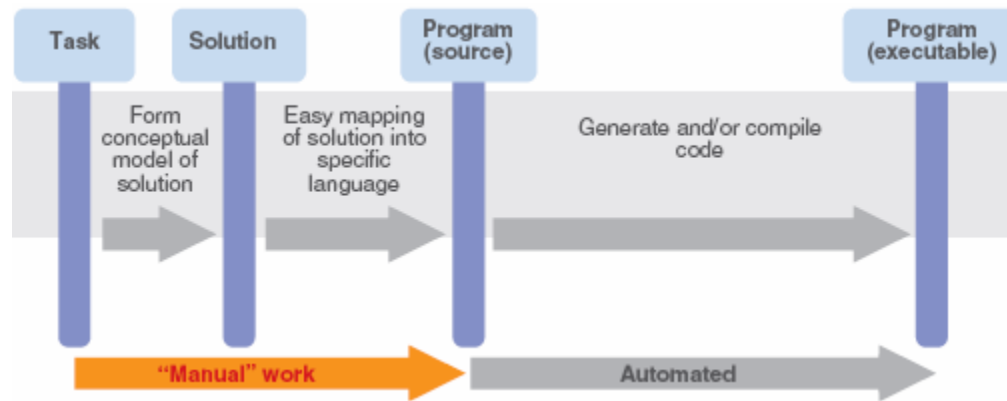 Task
Solution
Program
(source)
Program
(executable)
Form
conceptual
model of
solution
Easy mapping
of solution into
specific
language
Generate and/or compile
code
“Manual” work
Automated